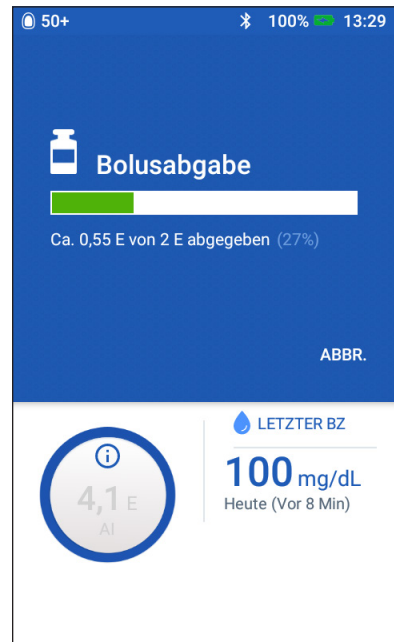 50+ 100% 13:29
Bolusabgabe
Ca. 0,55 E von 2 E abgegeben (27%)
ABBR.
4,1 E
AI
LETZTER BZ
100 mg/dL
Heute (Vor 8 Min)